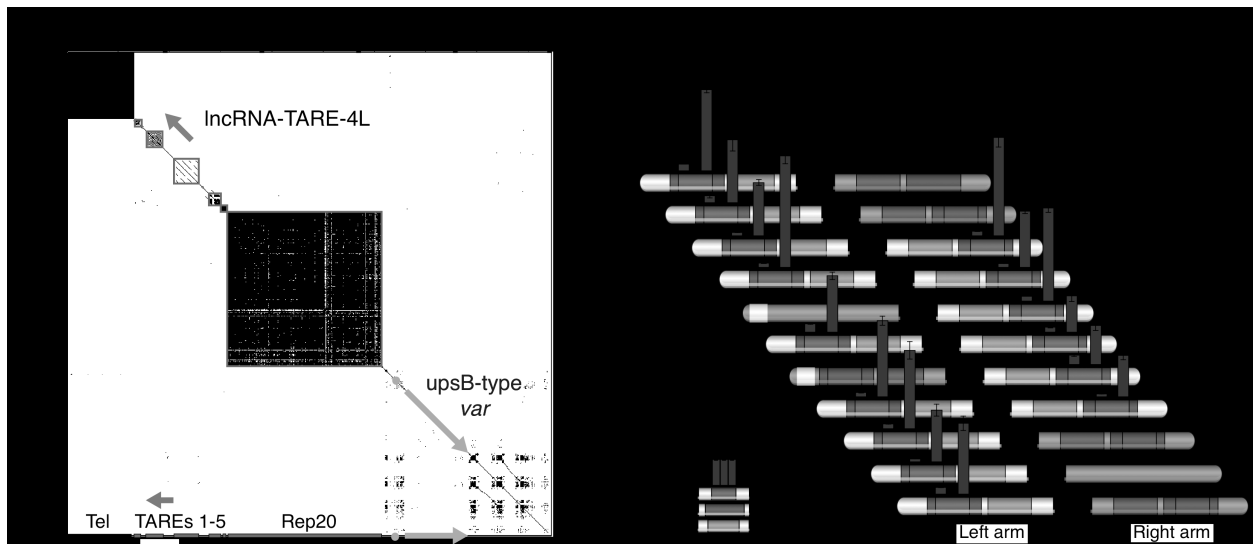 lncRNA-TARE-4L
upsB-type
var
Tel
TAREs 1-5
Rep20
Left arm
Right arm